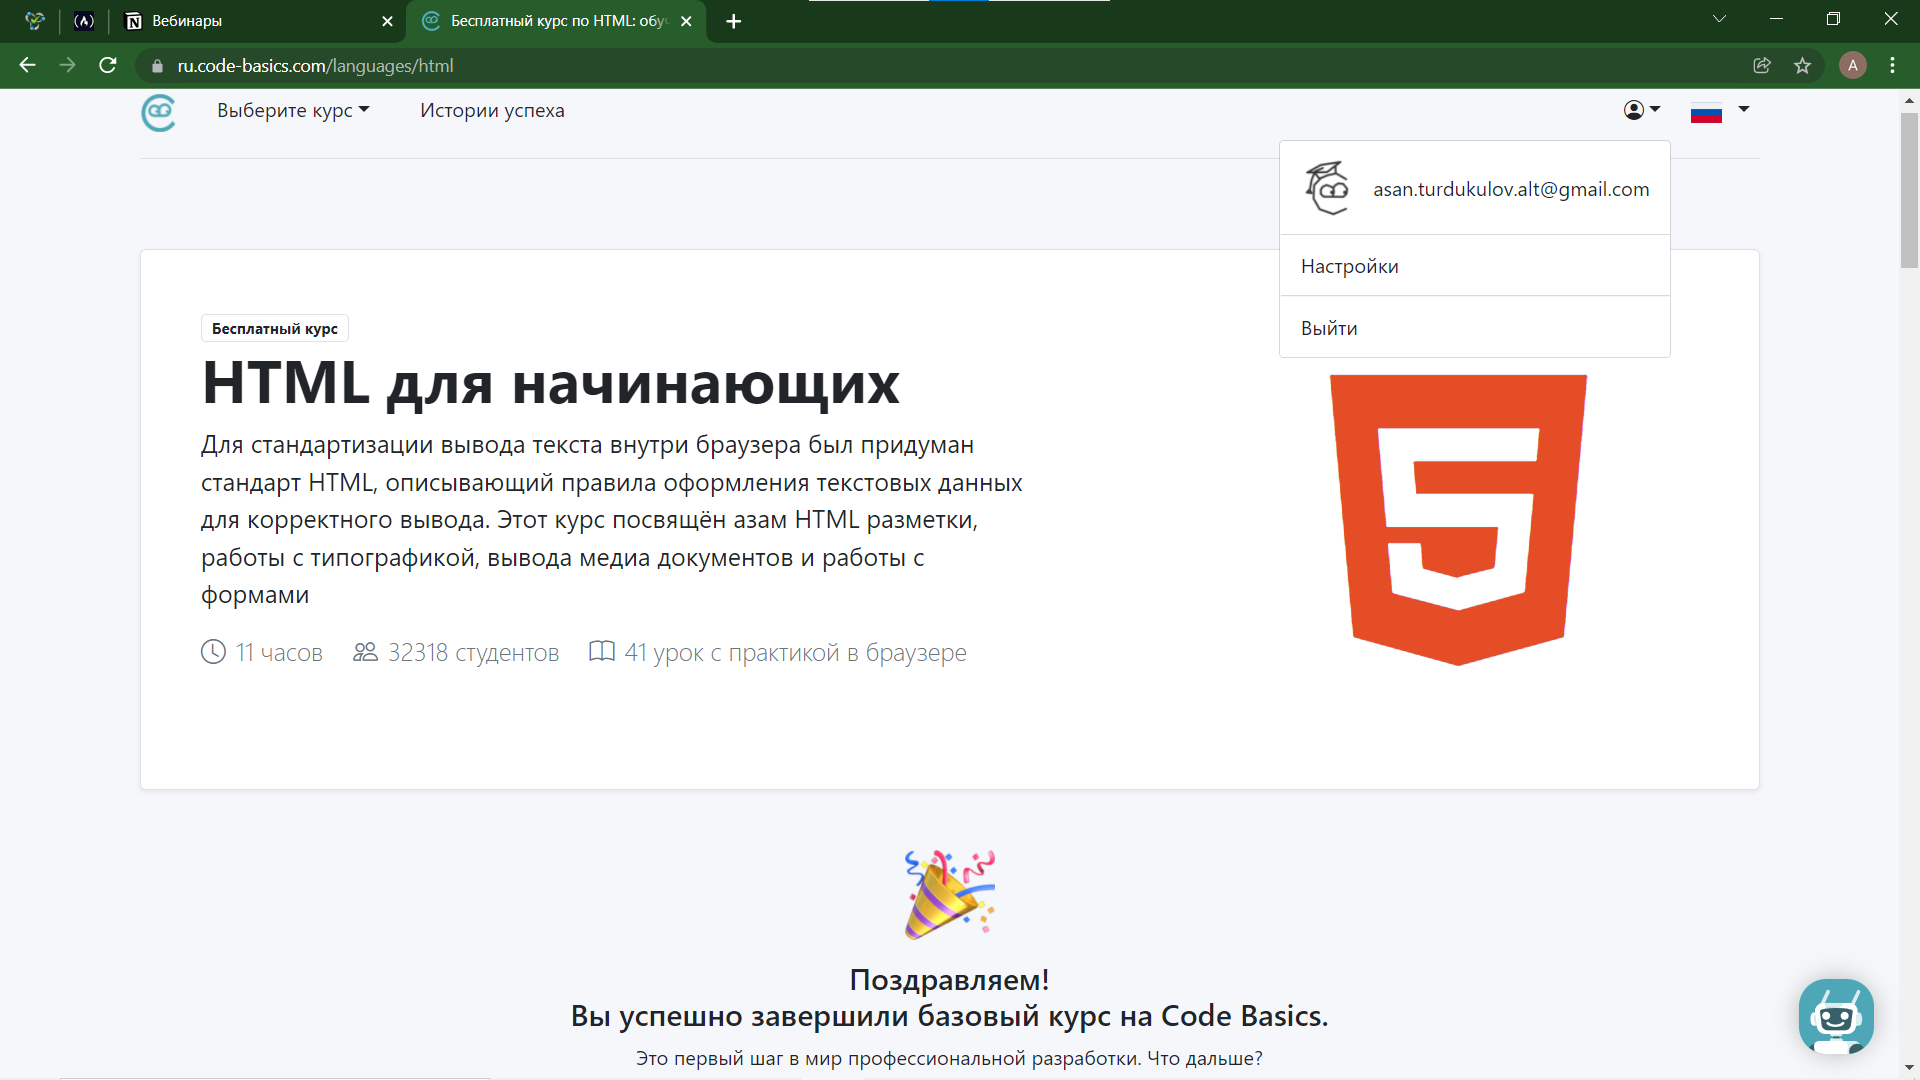 Вебинары
Бесплатный курс по HTML: обу
ru.code-basics.com/languages/html
A
Выберите курс
Истории успеха
asan.turdukulov.alt@gmail.com
Настройки
Выйти
Бесплатный курс
HTML для начинающих
Для стандартизации вывода текста внутри браузера был придуман
стандарт HTML, описывающий правила оформления текстовых данных
для корректного вывода. Этот курс посвящён азам HTML разметки,
работы с типографикой, вывода медиа документов и работы с
формами
11 часов
32318 студентов
41 урок с практикой в браузере
Поздравляем!
Вы успешно завершили базовый курс на Code Basics.
Это первый шаг в мир профессиональной разработки. Что дальше?